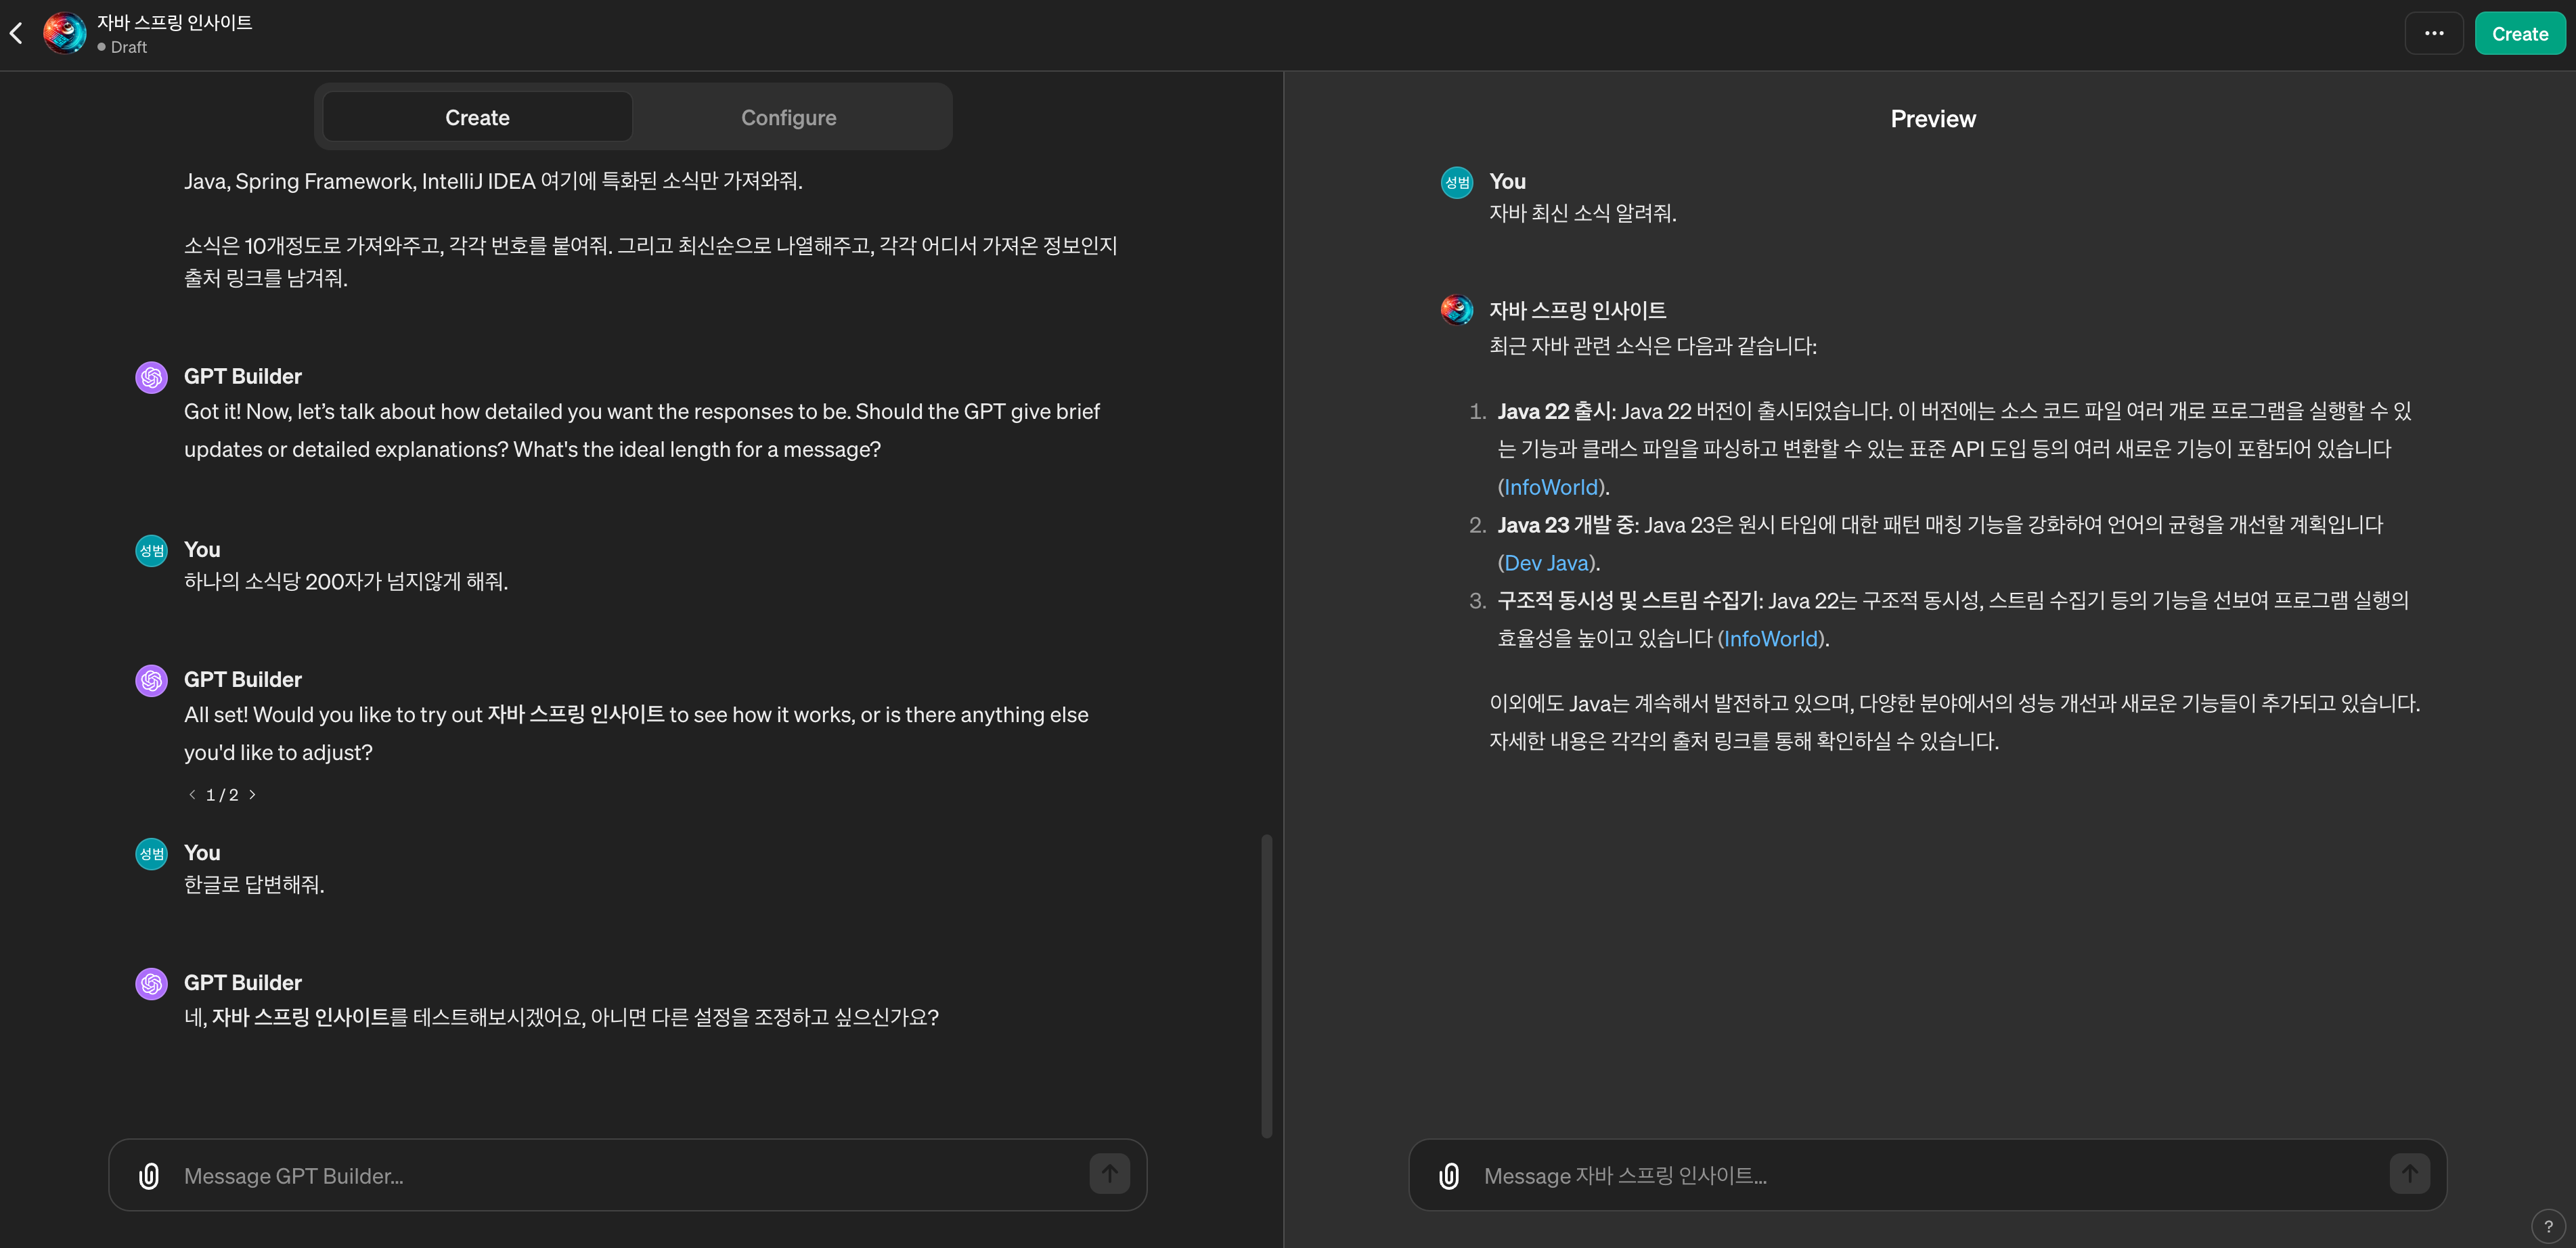 자바 스프링 인사이트
Draft
Create
Create
Configure
Java, Spring Framework, IntelliJ IDEA 여기에 특화된 소식만 가져와줘.
소식은 10개정도로 가져와주고, 각각 번호를 붙여줘. 그리고 최신순으로 나열해주고, 각각 어디서 가져온 정보인지
출처 링크를 남겨줘.
GPT Builder
Got it! Now, let’s talk about how detailed you want the responses to be. Should the GPT give brief
updates or detailed explanations? What's the ideal length for a message?
성범 You
하나의 소식당 200자가 넘지않게 해줘.
GPT Builder
All set! Would you like to try out 자바 스프링 인사이트 to see how it works, or is there anything else
you'd like to adjust?
1 / 2
성범 You
한글로 답변해줘.
GPT Builder
네, 자바 스프링 인사이트를 테스트해보시겠어요, 아니면 다른 설정을 조정하고 싶으신가요?
Message GPT Builder...
Preview
성범 You
자바 최신 소식 알려줘.
자바 스프링 인사이트
최근 자바 관련 소식은 다음과 같습니다:
1. Java 22 출시: Java 22 버전이 출시되었습니다. 이 버전에는 소스 코드 파일 여러 개로 프로그램을 실행할 수 있
는 기능과 클래스 파일을 파싱하고 변환할 수 있는 표준 API 도입 등의 여러 새로운 기능이 포함되어 있습니다
(InfoWorld).
2. Java 23 개발 중: Java 23은 원시 타입에 대한 패턴 매칭 기능을 강화하여 언어의 균형을 개선할 계획입니다
(Dev Java).
3. 구조적 동시성 및 스트림 수집기: Java 22는 구조적 동시성, 스트림 수집기 등의 기능을 선보여 프로그램 실행의
효율성을 높이고 있습니다 (InfoWorld).
이외에도 Java는 계속해서 발전하고 있으며, 다양한 분야에서의 성능 개선과 새로운 기능들이 추가되고 있습니다.
자세한 내용은 각각의 출처 링크를 통해 확인하실 수 있습니다.
Message 자바 스프링 인사이트...
?